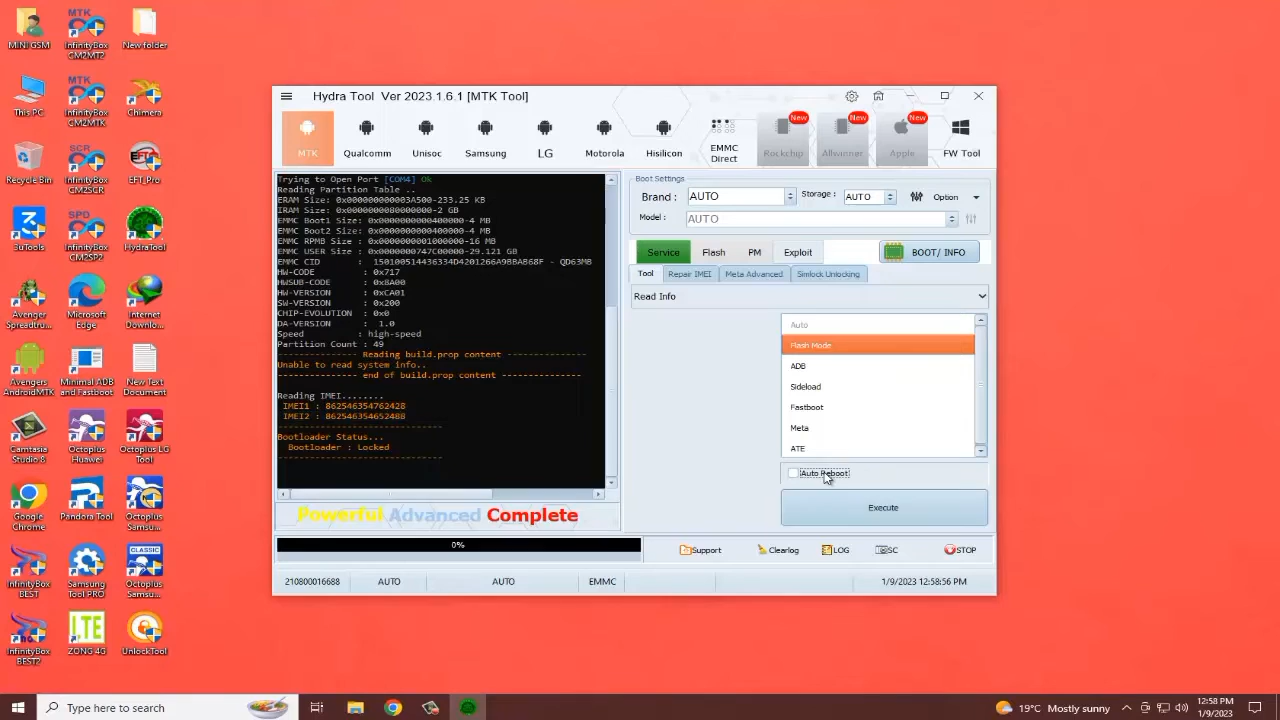 MINI GSM
InfinityBox
CM2MT2
New folder
This PC
InfinityBox
CM2MTK
Chimera
Recycle Bin
InfinityBox
CM2SCR
EFT_Pro
3uTools
InfinityBox
CM2SP2
HydraTool
Avenger
Spreadtru...
Microsoft
Edge
Internet
Downlo...
Avengers
AndroidMTK
Minimal ADB
and Fastboot
New Text
Document
Camtasia
Studio 8
Octoplus
Huawei
Octoplus LG
Tool
Google
Chrome
Pandora Tool
Octoplus
Samsu...
InfinityBox
BEST
Samsung
Tool PRO
CLASSIC
Octoplus
Samsu...
InfinityBox
BEST2
LTE
ZONG 4G
UnlockTool
Hydra Tool Ver 2023.1.6.1 [MTK Tool]
MTK
Qualcomm
Unisoc
Samsung
LG
Motorola
Hisilicon
EMMC
Direct
New
Rockchip
New
Allwinner
New
Apple
FW Tool
Trying to Open Port [COM4] Ok
Reading Partition Table ..
ERAM Size: 0x000000000003A500-233.25 KB
IRAM Size: 0x0000000080000000-2 GB
EMMC Boot1 Size: 0x0000000000400000-4 MB
EMMC Boot2 Size: 0x0000000000400000-4 MB
EMMC RPMB Size : 0x0000000001000000-16 MB
EMMC USER Size : 0x0000000747C00000-29.121 GB
EMMC CID : 150100514436334D4201266A9BBA868F - QD63MB
HW-CODE : 0x717
HWSUB-CODE : 0x8A00
HW-VERSION : 0xCA01
SW-VERSION : 0x200
CHIP-EVOLUTION : 0x0
DA-VERSION : 1.0
Speed : high-speed
Partition Count : 49
--------------- Reading build.prop content ---------------
Unable to read system info..
--------------- end of build.prop content ---------------
Reading IMEI........
IMEI1 : 862546354762428
IMEI2 : 862546354652488
------------------------------
Bootloader Status...
Bootloader : Locked
------------------------------
Powerful Advanced Complete
0%
Boot Settings
Brand : AUTO
Storage : AUTO
Option
Model : AUTO
Service
Flash
PM
Exploit
BOOT/ INFO
Tool
Repair IMEI
Meta Advanced
Simlock Unlocking
Read Info
Auto
Flash Mode
ADB
Sideload
Fastboot
Meta
ATE
Auto Reboot
Execute
Support
Clearlog
LOG
SC
STOP
210800016688
AUTO
AUTO
EMMC
1/9/2023 12:58:56 PM
Type here to search
19°C Mostly sunny
12:58 PM
1/9/2023